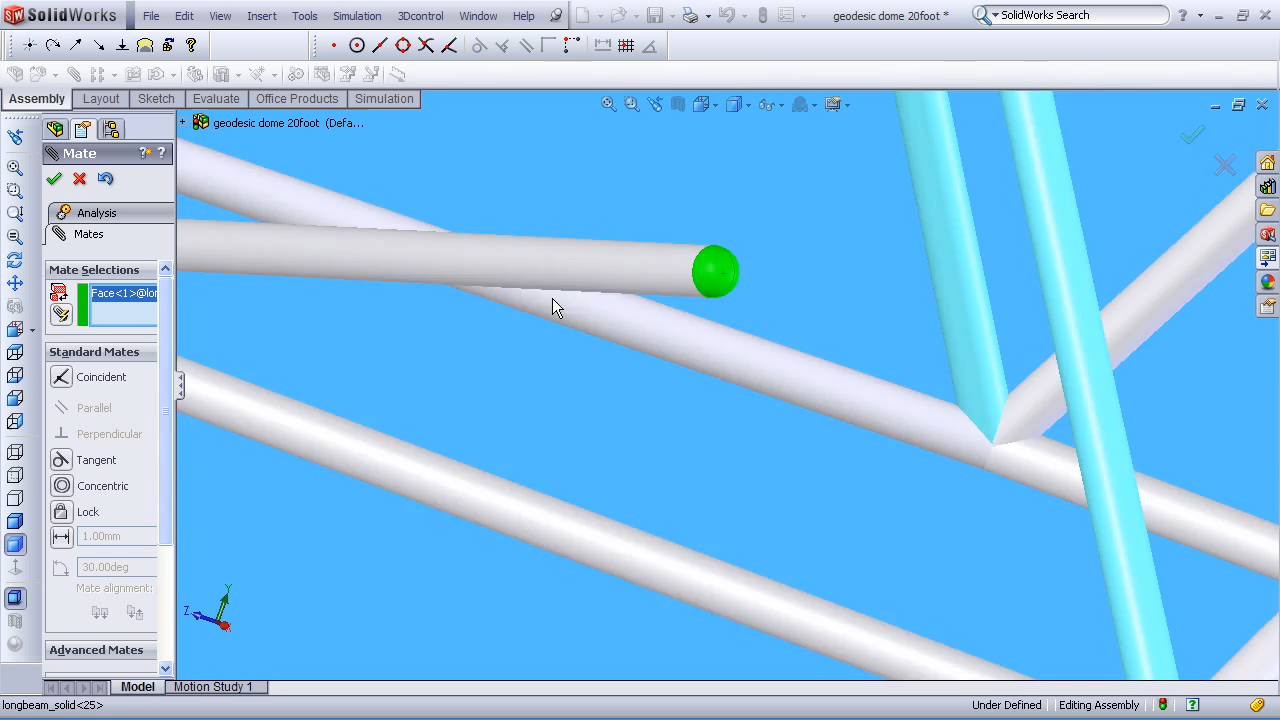 SolidWorks File Edit View Insert Tools Simulation 3Dcontrol Window Help geodesic dome 20foot * SolidWorks Search
Assembly Layout Sketch Evaluate Office Products Simulation
geodesic dome 20foot (Defa...
Mate
Analysis
Mates
Mate Selections
Face<1>@lo
Standard Mates
Coincident
Parallel
Perpendicular
Tangent
Concentric
Lock
1.00mm
30.00deg
Mate alignment:
Advanced Mates
Y
Z
X
Model Motion Study 1
longbeam_solid<25> Under Defined Editing Assembly